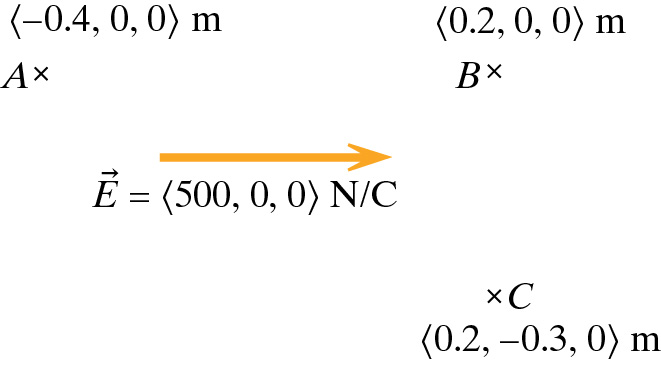 ⟨–0.4, 0, 0⟩ m
⟨0.2, 0, 0⟩ m
A×
B×
E⃗ = ⟨500, 0, 0⟩ N/C
×C
⟨0.2, –0.3, 0⟩ m